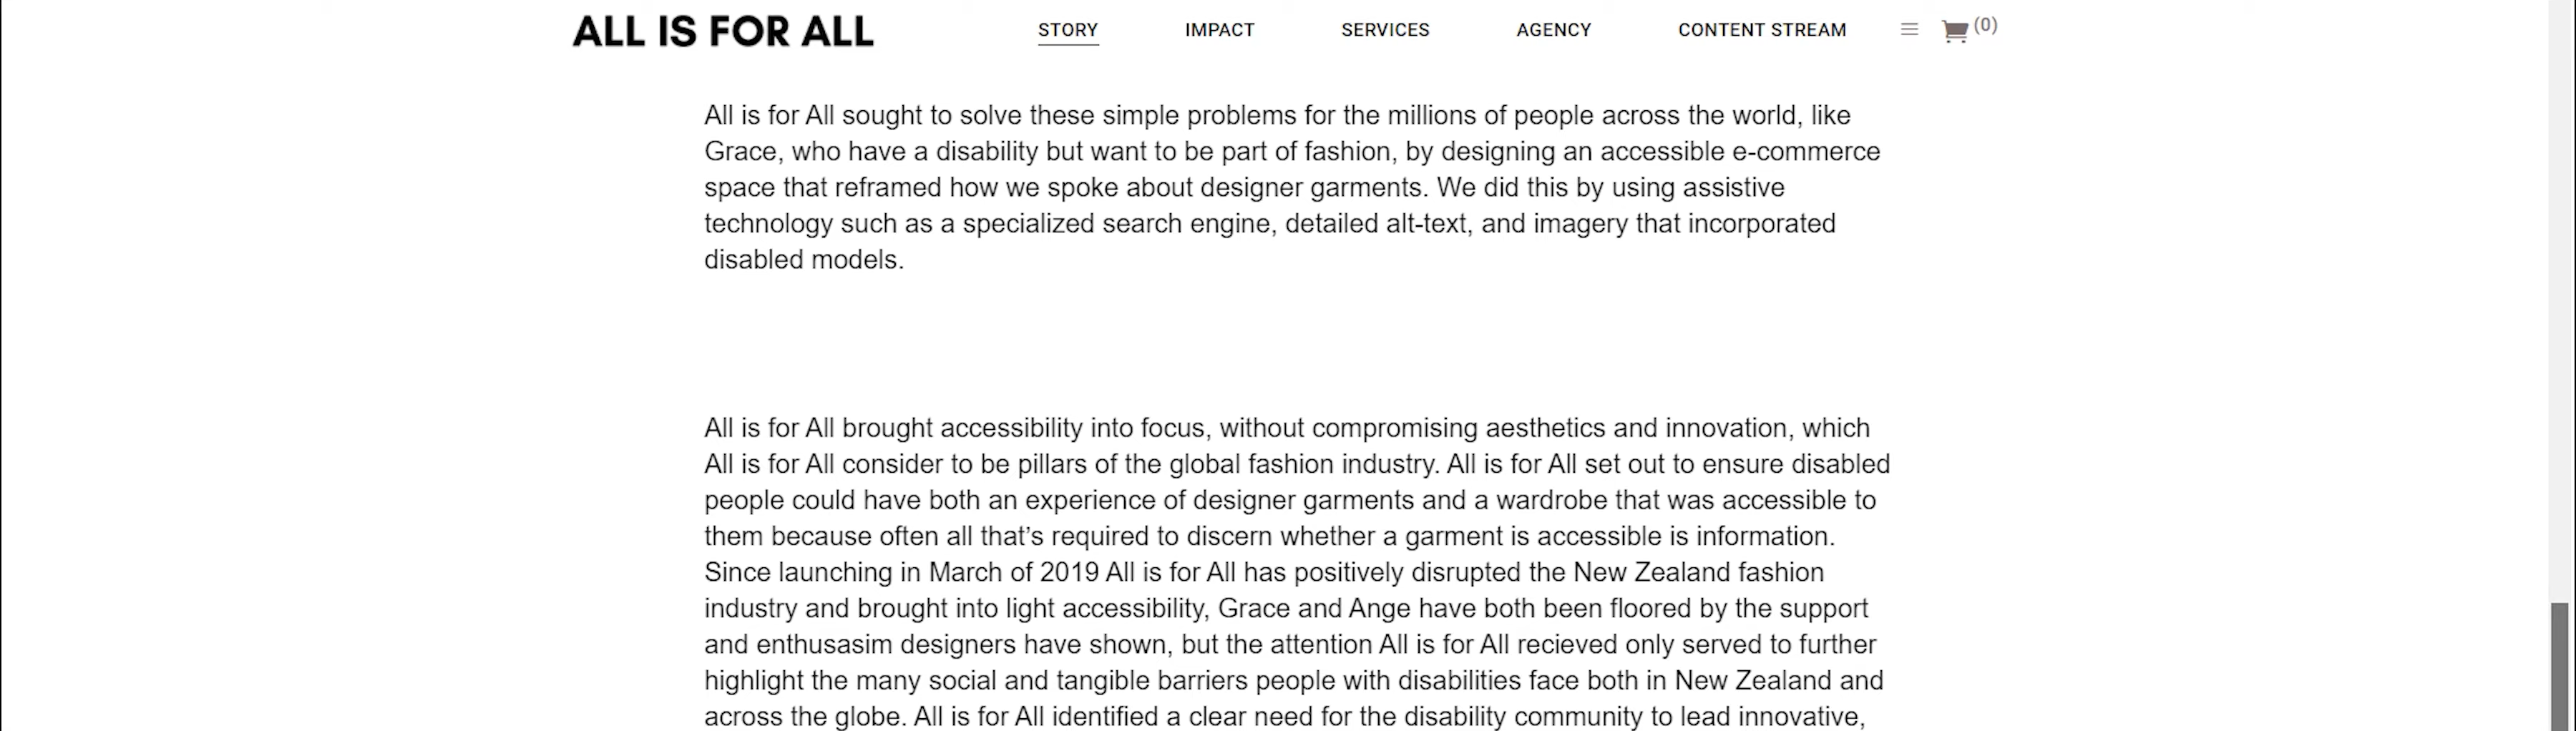 ALL IS FOR ALL
STORY
IMPACT
SERVICES
AGENCY
CONTENT STREAM
(0)
All is for All sought to solve these simple problems for the millions of people across the world, like
Grace, who have a disability but want to be part of fashion, by designing an accessible e-commerce
space that reframed how we spoke about designer garments. We did this by using assistive
technology such as a specialized search engine, detailed alt-text, and imagery that incorporated
disabled models.
All is for All brought accessibility into focus, without compromising aesthetics and innovation, which
All is for All consider to be pillars of the global fashion industry. All is for All set out to ensure disabled
people could have both an experience of designer garments and a wardrobe that was accessible to
them because often all that’s required to discern whether a garment is accessible is information.
Since launching in March of 2019 All is for All has positively disrupted the New Zealand fashion
industry and brought into light accessibility, Grace and Ange have both been floored by the support
and enthusasim designers have shown, but the attention All is for All recieved only served to further
highlight the many social and tangible barriers people with disabilities face both in New Zealand and
across the globe. All is for All identified a clear need for the disability community to lead innovative,